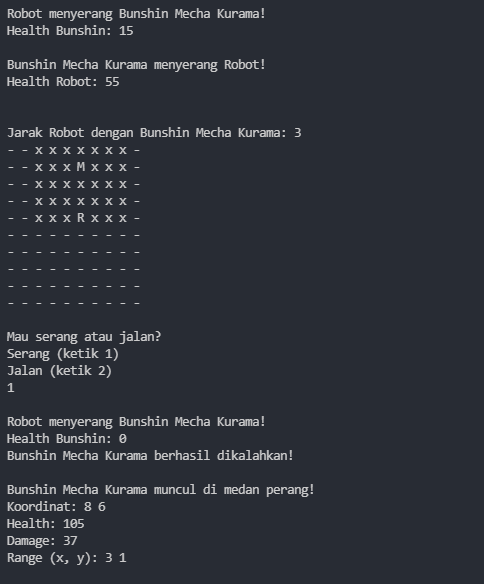 Robot menyerang Bunshin Mecha Kurama!
Health Bunshin: 15
Bunshin Mecha Kurama menyerang Robot!
Health Robot: 55
Jarak Robot dengan Bunshin Mecha Kurama: 3
- - x x x x x x x -
- - x x x M x x x -
- - x x x x x x x -
- - x x x x x x x -
- - x x x R x x x -
- - - - - - - - - -
- - - - - - - - - -
- - - - - - - - - -
- - - - - - - - - -
- - - - - - - - - -
Mau serang atau jalan?
Serang (ketik 1)
Jalan (ketik 2)
1
Robot menyerang Bunshin Mecha Kurama!
Health Bunshin: 0
Bunshin Mecha Kurama berhasil dikalahkan!
Bunshin Mecha Kurama muncul di medan perang!
Koordinat: 8 6
Health: 105
Damage: 37
Range (x, y): 3 1